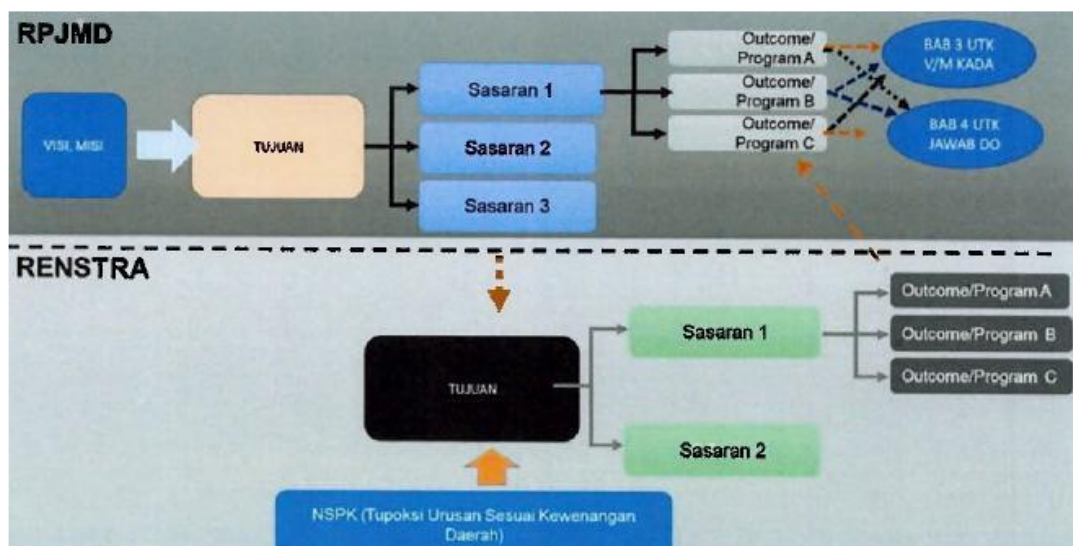 RPJMD
VISI, MISI
TUJUAN
Sasaran 1
Sasaran 2
Sasaran 3
Outcome/
Program A
Outcome/
Program B
Outcome/
Program C
BAB 3 UTK
V/M KADA
BAB 4 UTK
JAWAB DO
RENSTRA
TUJUAN
Sasaran 1
Sasaran 2
Outcome/Program A
Outcome/Program B
Outcome/Program C
NSPK (Tupoksi Urusan Sesuai Kewenangan
Daerah)